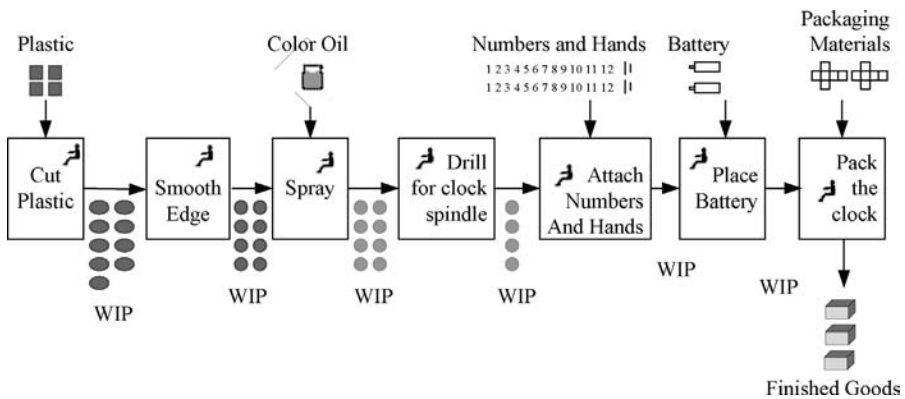 Plastic
Color Oil
Numbers and Hands
1 2 3 4 5 6 7 8 9 10 11 12
1 2 3 4 5 6 7 8 9 10 11 12
Battery
Packaging
Materials
Cut
Plastic
Smooth
Edge
Spray
Drill
for clock
spindle
Attach
Numbers
And Hands
Place
Battery
Pack
the
clock
WIP
WIP
WIP
WIP
WIP
WIP
Finished Goods